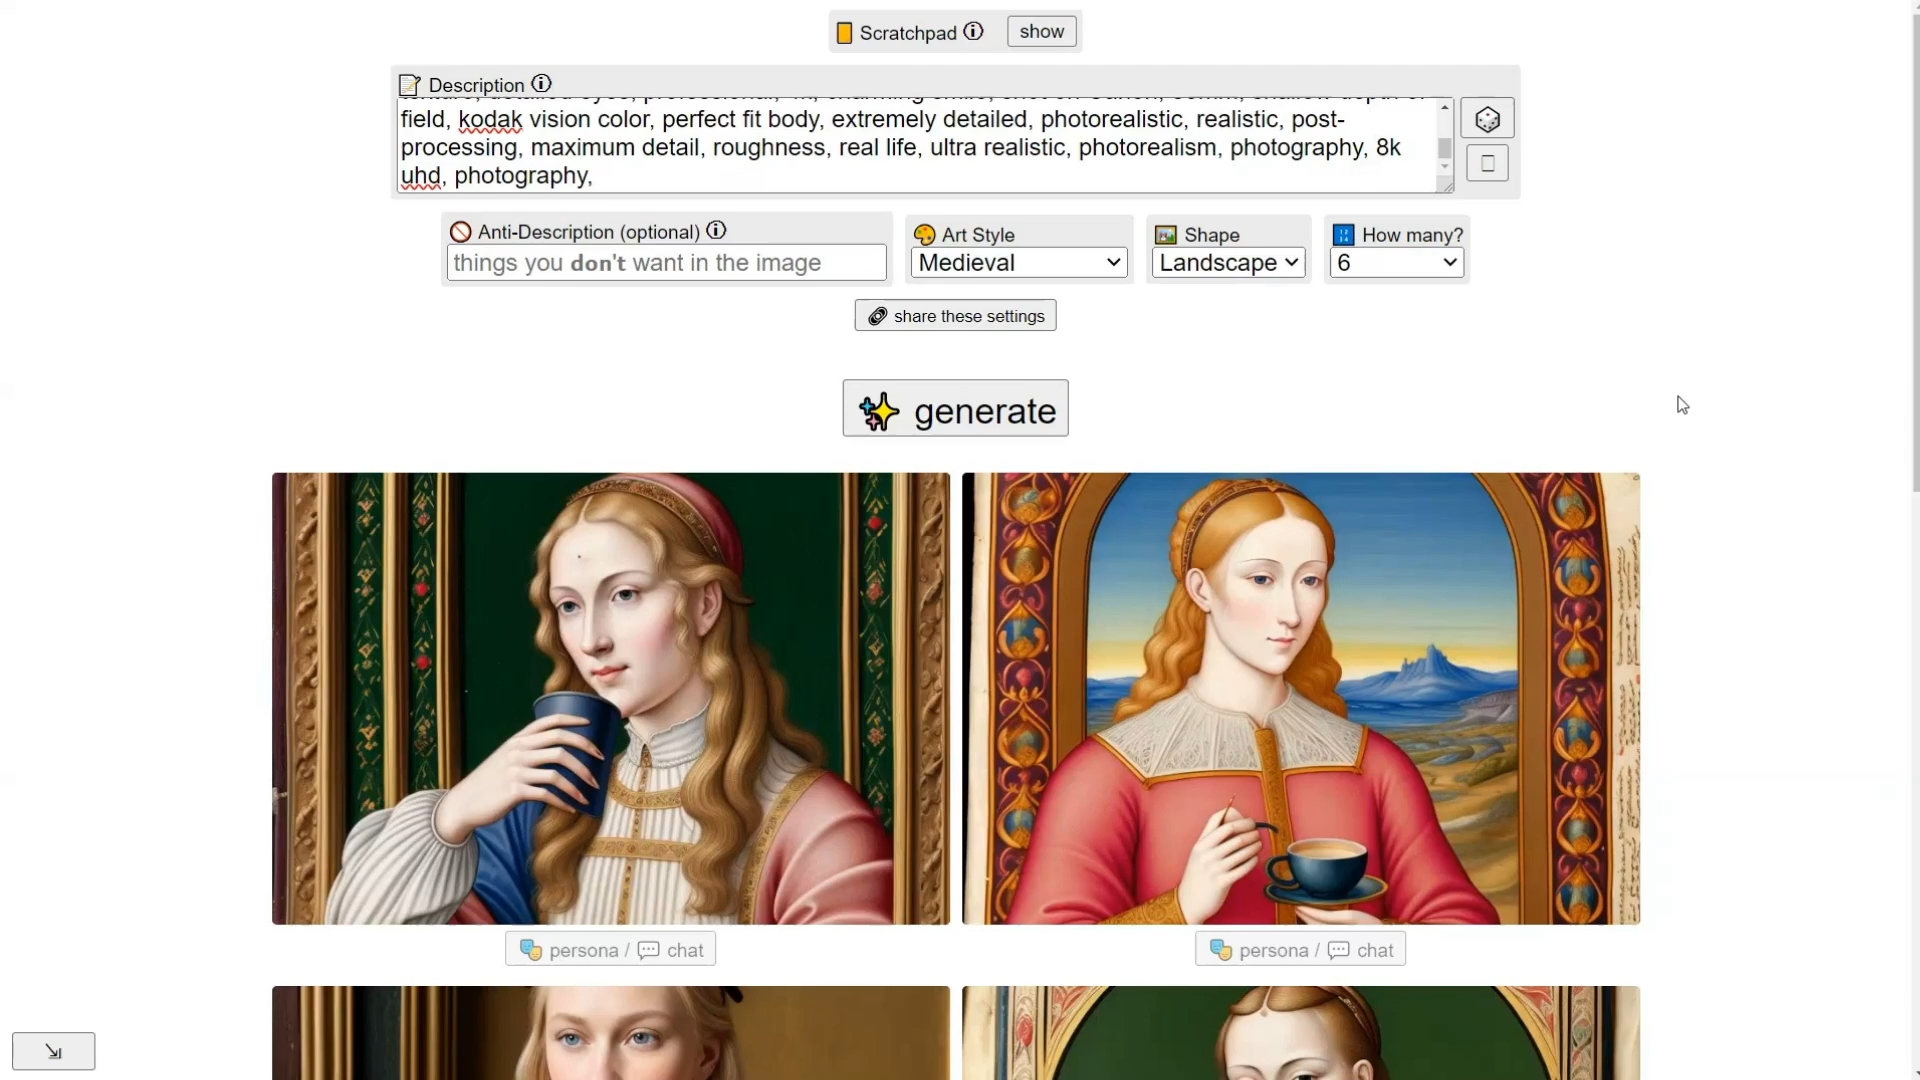 Scratchpad
show
Description
field, kodak vision color, perfect fit body, extremely detailed, photorealistic, realistic, post-
processing, maximum detail, roughness, real life, ultra realistic, photorealism, photography, 8k
uhd, photography,
Anti-Description (optional)
things you don't want in the image
Art Style
Medieval
Shape
Landscape
How many?
6
share these settings
generate
persona / chat
persona / chat